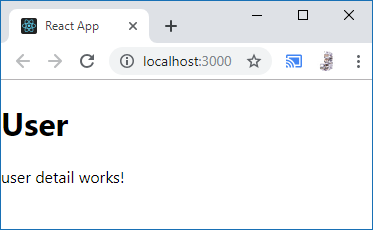 React App
localhost:3000
User
user detail works!